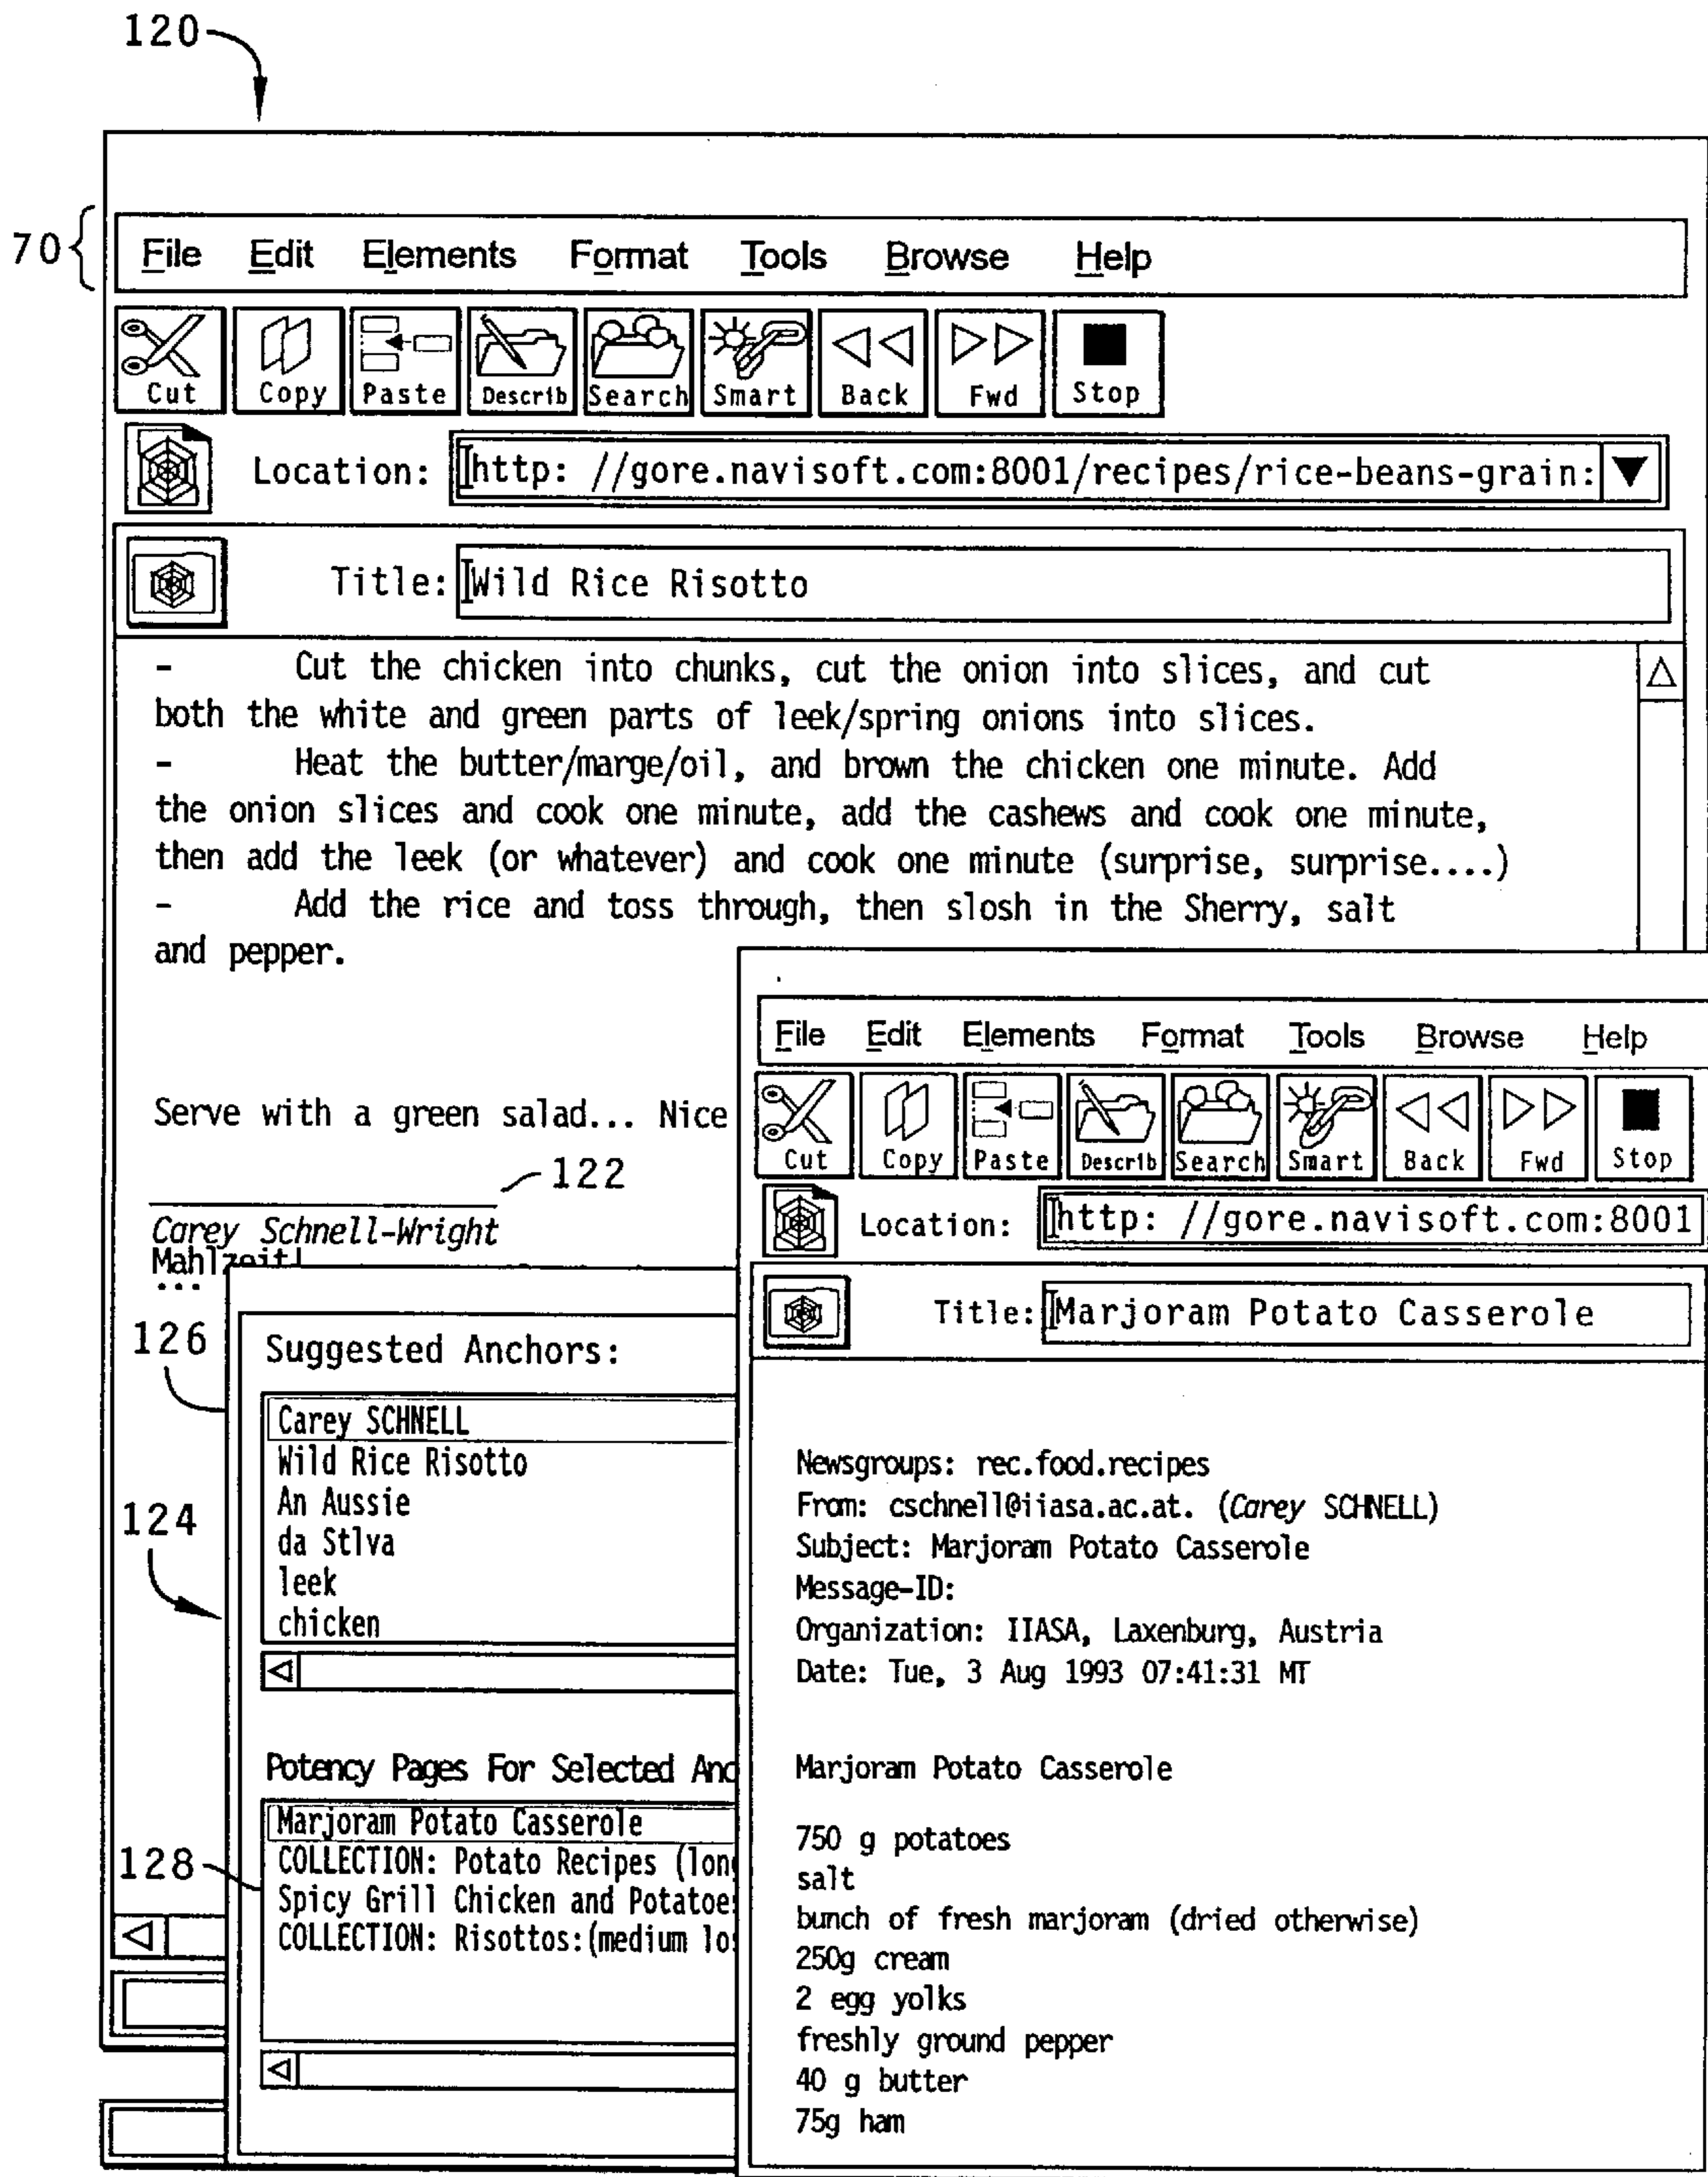 120
70
File Edit Elements Format Tools Browse Help
Cut Copy Paste Describ Search Smart Back Fwd Stop
Location: http: //gore.navisoft.com:8001/recipes/rice-beans-grain:
Title: Wild Rice Risotto
- Cut the chicken into chunks, cut the onion into slices, and cut
both the white and green parts of leek/spring onions into slices.
- Heat the butter/marge/oil, and brown the chicken one minute. Add
the onion slices and cook one minute, add the cashews and cook one minute,
then add the leek (or whatever) and cook one minute (surprise, surprise....)
- Add the rice and toss through, then slosh in the Sherry, salt
and pepper.
Serve with a green salad... Nice
122
Carey Schnell-Wright
Mahlzeit!
...
126
Suggested Anchors:
Carey SCHNELL
Wild Rice Risotto
An Aussie
da Stlva
leek
chicken
124
Potency Pages For Selected Anc
Marjoram Potato Casserole
COLLECTION: Potato Recipes (lon
Spicy Grill Chicken and Potatoe
COLLECTION: Risottos:(medium lo
128
File Edit Elements Format Tools Browse Help
Cut Copy Paste Describ Search Smart Back Fwd Stop
Location: http: //gore.navisoft.com:8001
Title: Marjoram Potato Casserole
Newsgroups: rec.food.recipes
From: cschnell@iiasa.ac.at. (Carey SCHNELL)
Subject: Marjoram Potato Casserole
Message-ID:
Organization: IIASA, Laxenburg, Austria
Date: Tue, 3 Aug 1993 07:41:31 MT
Marjoram Potato Casserole
750 g potatoes
salt
bunch of fresh marjoram (dried otherwise)
250g cream
2 egg yolks
freshly ground pepper
40 g butter
75g ham